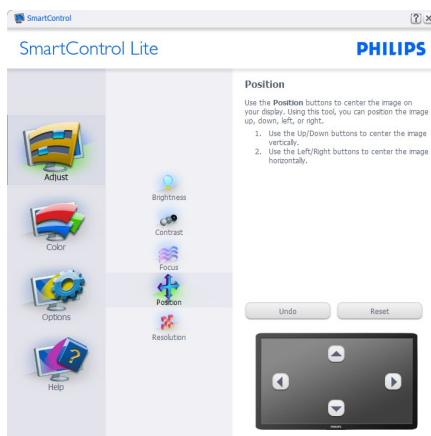 SmartControl
SmartControl Lite
PHILIPS
Adjust
Color
Options
Help
Brightness
Contrast
Focus
Position
Resolution
Position
Use the Position buttons to center the image on
your display. Using this tool, you can position the image
up, down, left, or right.
1. Use the Up/Down buttons to center the image
vertically.
2. Use the Left/Right buttons to center the image
horizontally.
Undo
Reset
PHILIPS